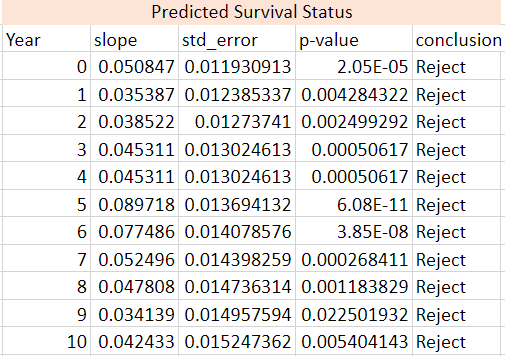 Predicted Survival Status
Year slope std_error p-value conclusion
0 0.050847 0.011930913 2.05E-05 Reject
1 0.035387 0.012385337 0.004284322 Reject
2 0.038522 0.01273741 0.002499292 Reject
3 0.045311 0.013024613 0.00050617 Reject
4 0.045311 0.013024613 0.00050617 Reject
5 0.089718 0.013694132 6.08E-11 Reject
6 0.077486 0.014078576 3.85E-08 Reject
7 0.052496 0.014398259 0.000268411 Reject
8 0.047808 0.014736314 0.001183829 Reject
9 0.034139 0.014957594 0.022501932 Reject
10 0.042433 0.015247362 0.005404143 Reject